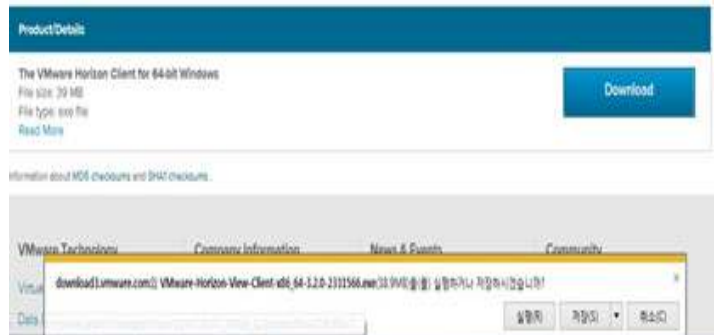 Product/Details
The VMware Horizon Client for 64-bit Windows
File size: 39 MB
File type: exe file
Read More
Download
Information about MD5 checksums and SHA1 checksums .
VMware Technology
Company Information
News & Events
Community
download3.vmware.com의 VMware-Horizon-View-Client-x86_64-3.2.0-2331566.exe(38.9MB)을(를) 실행하거나 저장하시겠습니까?
실행(R)
저장(S)
취소(C)
Data